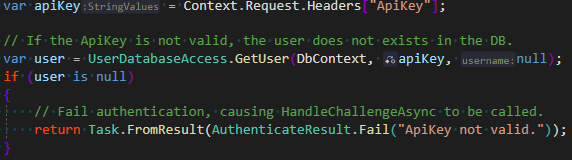 var apiKey:StringValues = Context.Request.Headers["ApiKey"];
// If the ApiKey is not valid, the user does not exists in the DB.
var user = UserDatabaseAccess.GetUser(DbContext, apiKey, username:null);
if (user is null)
{
// Fail authentication, causing HandleChallengeAsync to be called.
return Task.FromResult(AuthenticateResult.Fail("ApiKey not valid."));
}